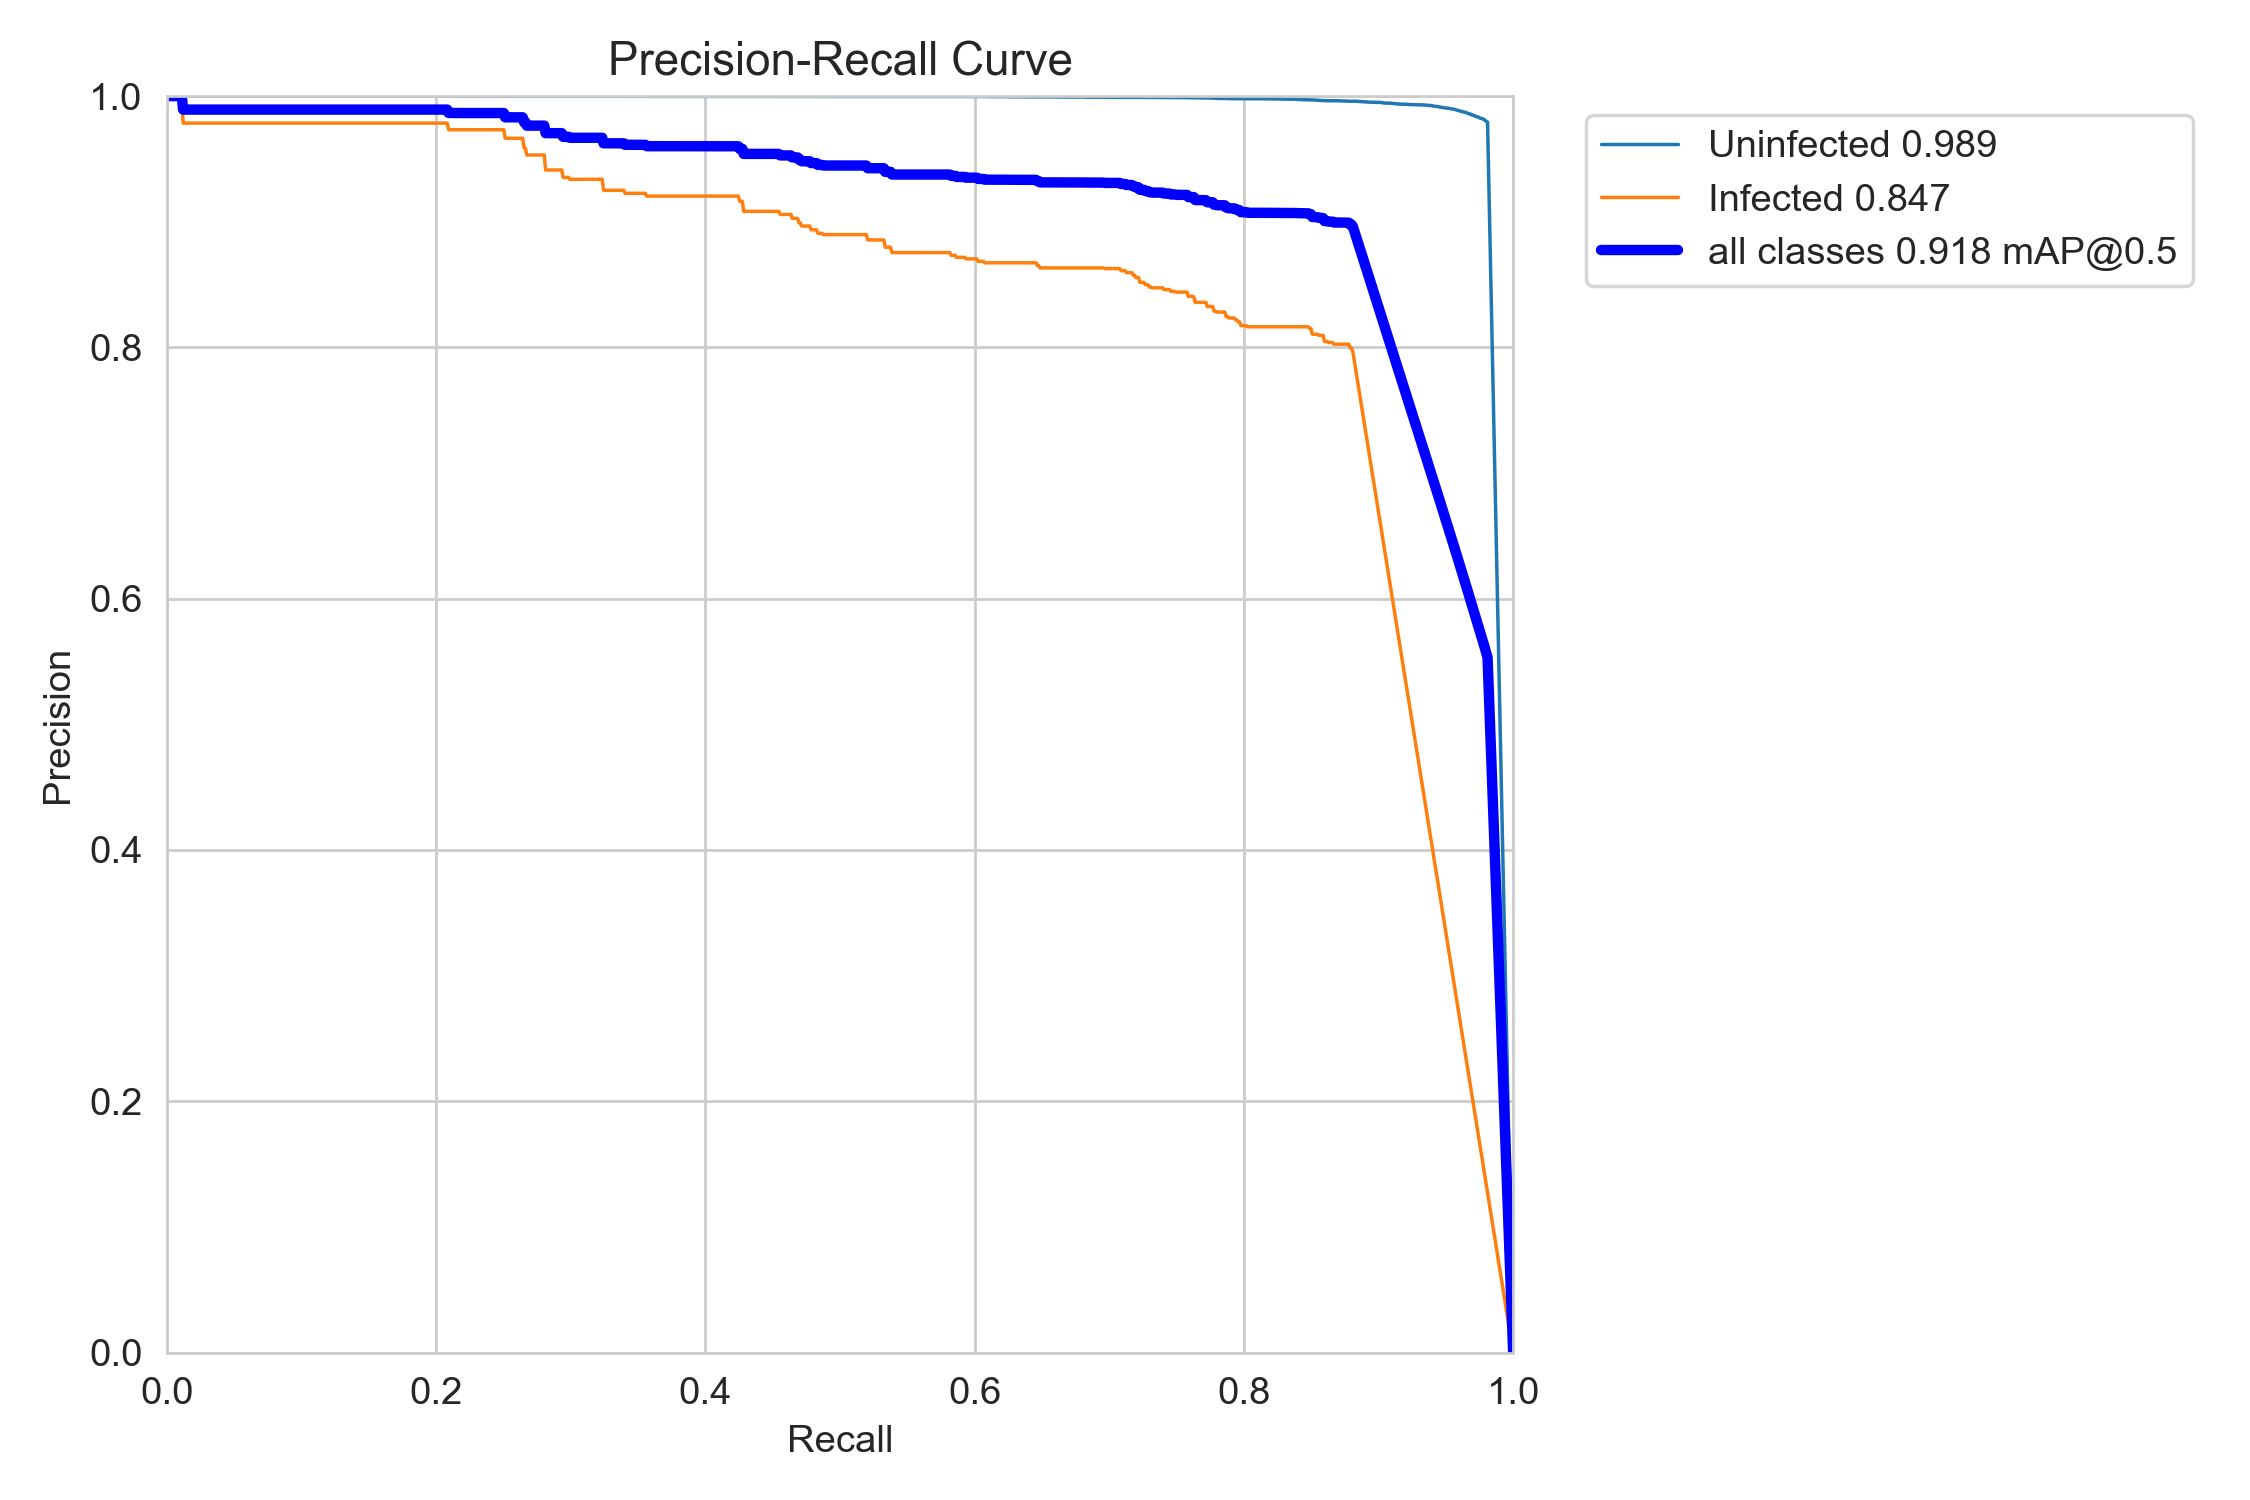 Precision-Recall Curve
1.0
0.8
0.6
0.4
0.2
0.0
Precision
0.0 0.2 0.4 0.6 0.8 1.0
Recall
Uninfected 0.989
Infected 0.847
all classes 0.918 mAP@0.5